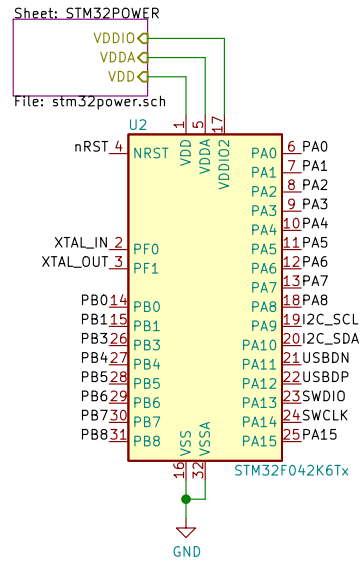 Sheet: STM32POWER
VDDIO
VDDA
VDD
File: stm32power.sch
U2
1 5 17
VDD VDDA VDDIO2
nRST 4 NRST PA0 6 PA0
PA1 7 PA1
PA2 8 PA2
PA3 9 PA3
PA4 10 PA4
XTAL_IN 2 PF0 PA5 11 PA5
XTAL_OUT 3 PF1 PA6 12 PA6
PA7 13 PA7
PB0 14 PB0 PA8 18 PA8
PB1 15 PB1 PA9 19 I2C_SCL
PB3 26 PB3 PA10 20 I2C_SDA
PB4 27 PB4 PA11 21 USBDN
PB5 28 PB5 PA12 22 USBDP
PB6 29 PB6 PA13 23 SWDIO
PB7 30 PB7 PA14 24 SWCLK
PB8 31 PB8 PA15 25 PA15
VSS VSSA
16 32
STM32F042K6Tx
GND